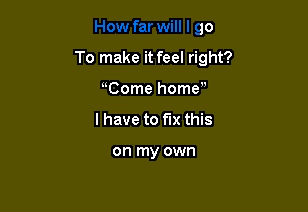 How far will I go
To make it feel right?
“Come home”
I have to fix this
on my own